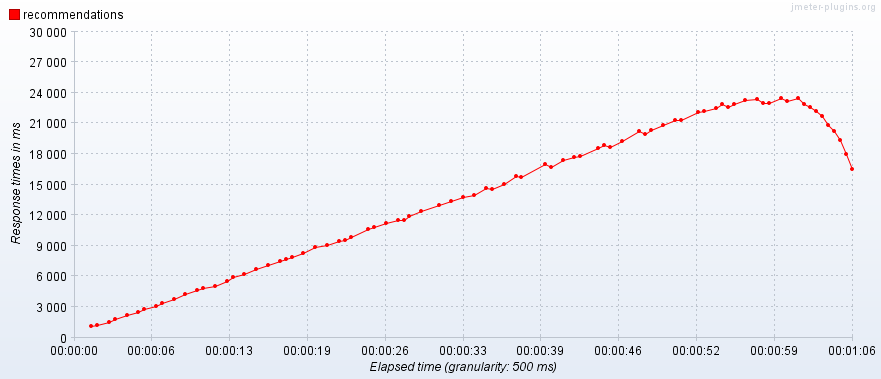 jmeter-plugins.org
recommendations
30 000
27 000
24 000
21 000
18 000
15 000
12 000
9 000
6 000
3 000
0
Response times in ms
00:00:00 00:00:06 00:00:13 00:00:19 00:00:26 00:00:33 00:00:39 00:00:46 00:00:52 00:00:59 00:01:06
Elapsed time (granularity: 500 ms)